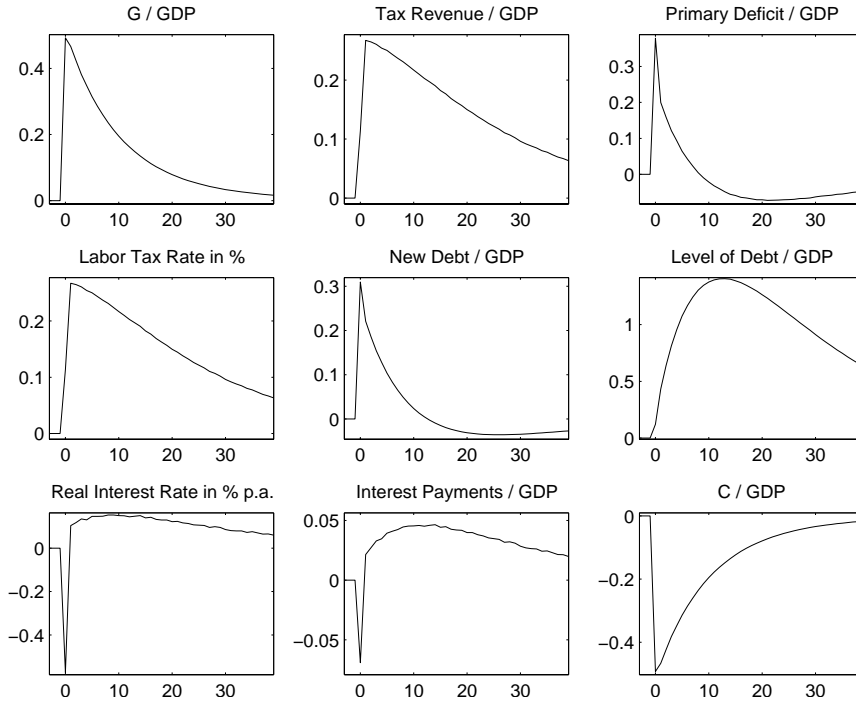 G / GDP
Tax Revenue / GDP
Primary Deficit / GDP
0.4
0.2
0
0 10 20 30
0.2
0.1
0
0 10 20 30
0.3
0.2
0.1
0
0 10 20 30
Labor Tax Rate in %
New Debt / GDP
Level of Debt / GDP
0.2
0.1
0
0 10 20 30
0.3
0.2
0.1
0
0 10 20 30
1
0.5
0
0 10 20 30
Real Interest Rate in % p.a.
Interest Payments / GDP
C / GDP
0
−0.2
−0.4
0 10 20 30
0.05
0
−0.05
0 10 20 30
0
−0.2
−0.4
0 10 20 30